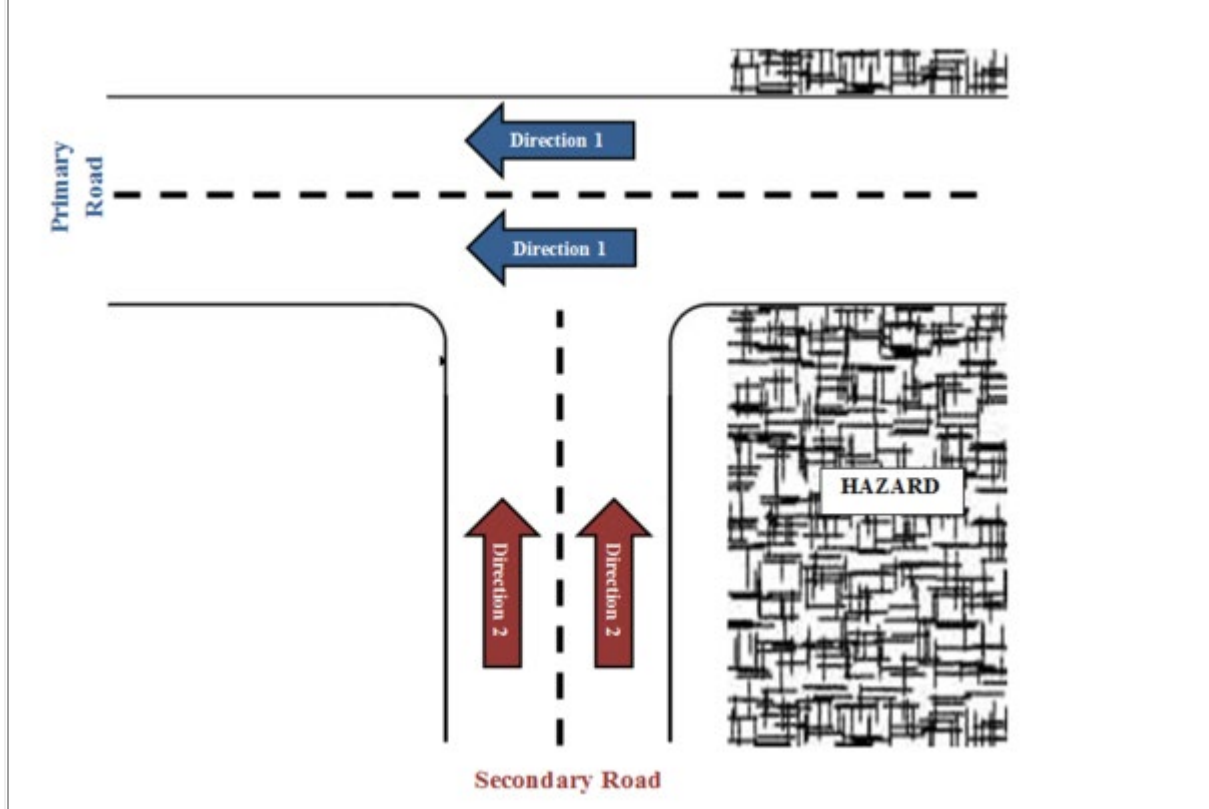 Direction 1
Primary
Road
Direction 1
HAZARD
Direction 2
Direction 2
Secondary Road